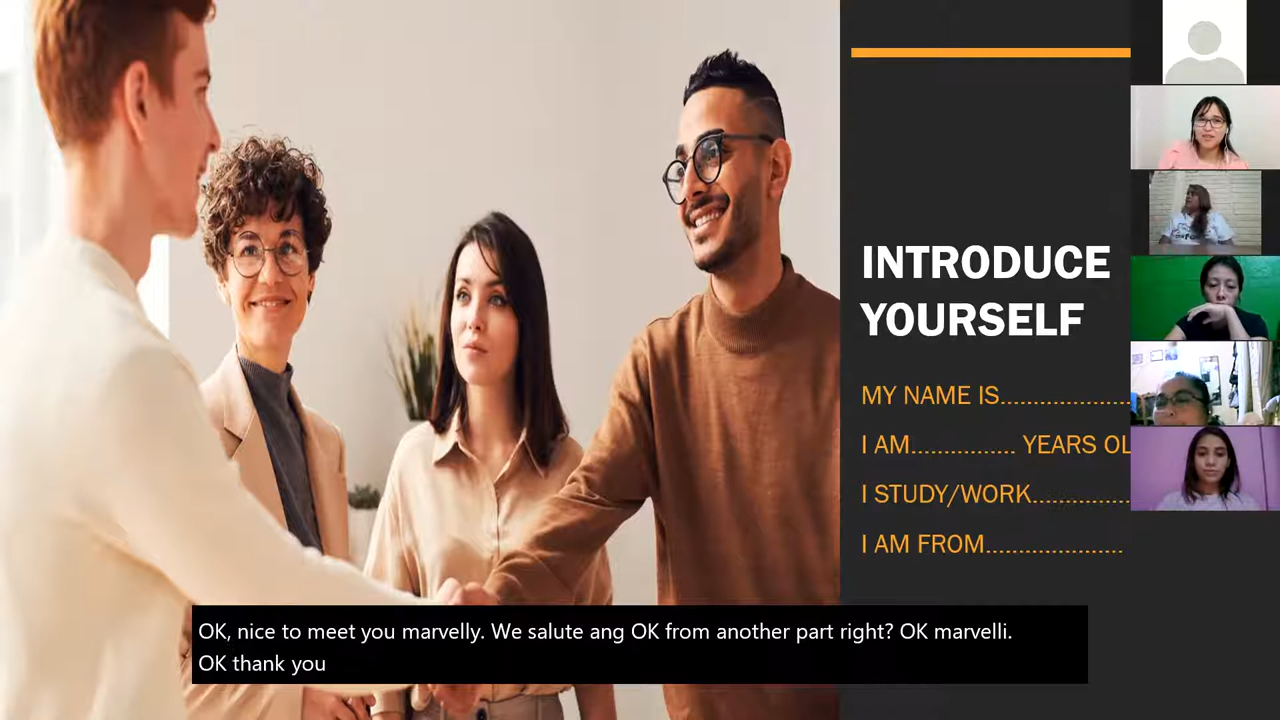 INTRODUCE
YOURSELF
MY NAME IS....................
I AM................ YEARS OL
I STUDY/WORK...............
I AM FROM.....................
OK, nice to meet you marvelly. We salute ang OK from another part right? OK marvelli.
OK thank you